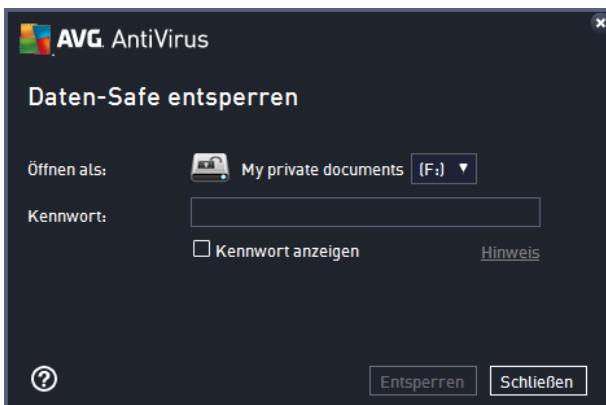 AVG. AntiVirus
Daten-Safe entsperren
Öffnen als: My private documents (F:)
Kennwort:
Kennwort anzeigen Hinweis
Entsperren Schließen